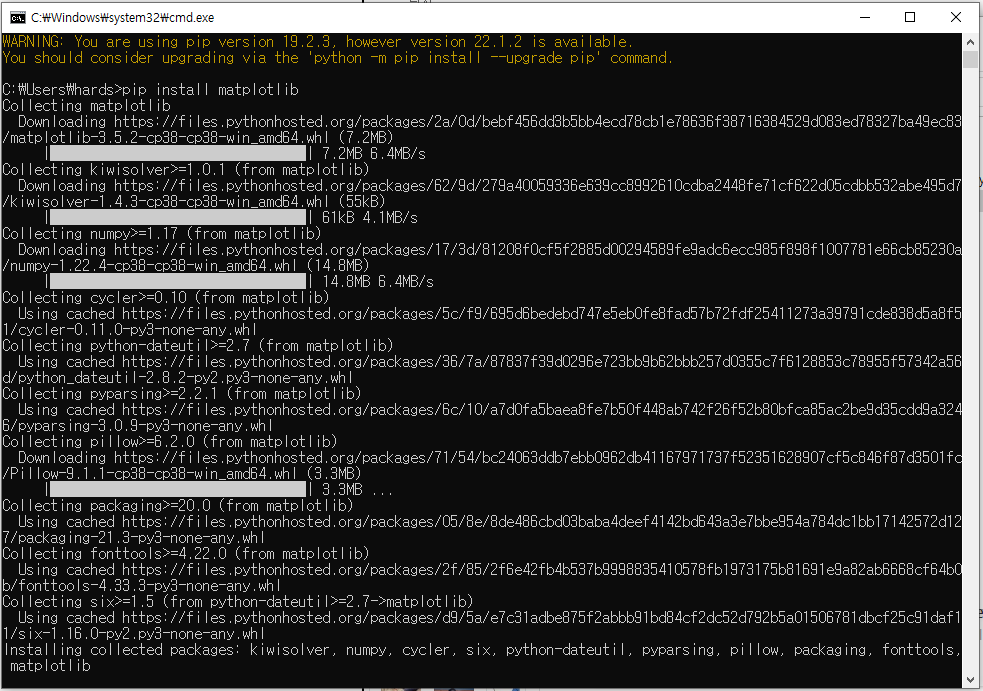 C:₩Windows₩system32₩cmd.exe
WARNING: You are using pip version 19.2.3, however version 22.1.2 is available.
You should consider upgrading via the 'python -m pip install --upgrade pip' command.
C:₩Users₩hards>pip install matplotlib
Collecting matplotlib
  Downloading https://files.pythonhosted.org/packages/2a/0d/bebf456dd3b5bb4ecd78cb1e78636f38716384529d083ed78327ba49ec83
/matplotlib-3.5.2-cp38-cp38-win_amd64.whl (7.2MB)
     |                                | 7.2MB 6.4MB/s
Collecting kiwisolver>=1.0.1 (from matplotlib)
  Downloading https://files.pythonhosted.org/packages/62/9d/279a40059336e639cc8992610cdba2448fe71cf622d05cdbb532abe495d7
/kiwisolver-1.4.3-cp38-cp38-win_amd64.whl (55kB)
     |                                | 61kB 4.1MB/s
Collecting numpy>=1.17 (from matplotlib)
  Downloading https://files.pythonhosted.org/packages/17/3d/81208f0cf5f2885d00294589fe9adc6ecc985f898f1007781e66cb85230a
/numpy-1.22.4-cp38-cp38-win_amd64.whl (14.8MB)
     |                                | 14.8MB 6.4MB/s
Collecting cycler>=0.10 (from matplotlib)
  Using cached https://files.pythonhosted.org/packages/5c/f9/695d6bedebd747e5eb0fe8fad57b72fdf25411273a39791cde838d5a8f5
1/cycler-0.11.0-py3-none-any.whl
Collecting python-dateutil>=2.7 (from matplotlib)
  Using cached https://files.pythonhosted.org/packages/36/7a/87837f39d0296e723bb9b62bbb257d0355c7f6128853c78955f57342a56
d/python_dateutil-2.8.2-py2.py3-none-any.whl
Collecting pyparsing>=2.2.1 (from matplotlib)
  Using cached https://files.pythonhosted.org/packages/6c/10/a7d0fa5baea8fe7b50f448ab742f26f52b80bfca85ac2be9d35cdd9a324
6/pyparsing-3.0.9-py3-none-any.whl
Collecting pillow>=6.2.0 (from matplotlib)
  Downloading https://files.pythonhosted.org/packages/71/54/bc24063ddb7ebb0962db41167971737f52351628907cf5c846f87d3501fc
/Pillow-9.1.1-cp38-cp38-win_amd64.whl (3.3MB)
     |                                | 3.3MB ...
Collecting packaging>=20.0 (from matplotlib)
  Using cached https://files.pythonhosted.org/packages/05/8e/8de486cbd03baba4deef4142bd643a3e7bbe954a784dc1bb17142572d12
7/packaging-21.3-py3-none-any.whl
Collecting fonttools>=4.22.0 (from matplotlib)
  Using cached https://files.pythonhosted.org/packages/2f/85/2f6e42fb4b537b9998835410578fb1973175b81691e9a82ab6668cf64b0
b/fonttools-4.33.3-py3-none-any.whl
Collecting six>=1.5 (from python-dateutil>=2.7->matplotlib)
  Using cached https://files.pythonhosted.org/packages/d9/5a/e7c31adbe875f2abbb91bd84cf2dc52d792b5a01506781dbcf25c91daf1
1/six-1.16.0-py2.py3-none-any.whl
Installing collected packages: kiwisolver, numpy, cycler, six, python-dateutil, pyparsing, pillow, packaging, fonttools,
 matplotlib